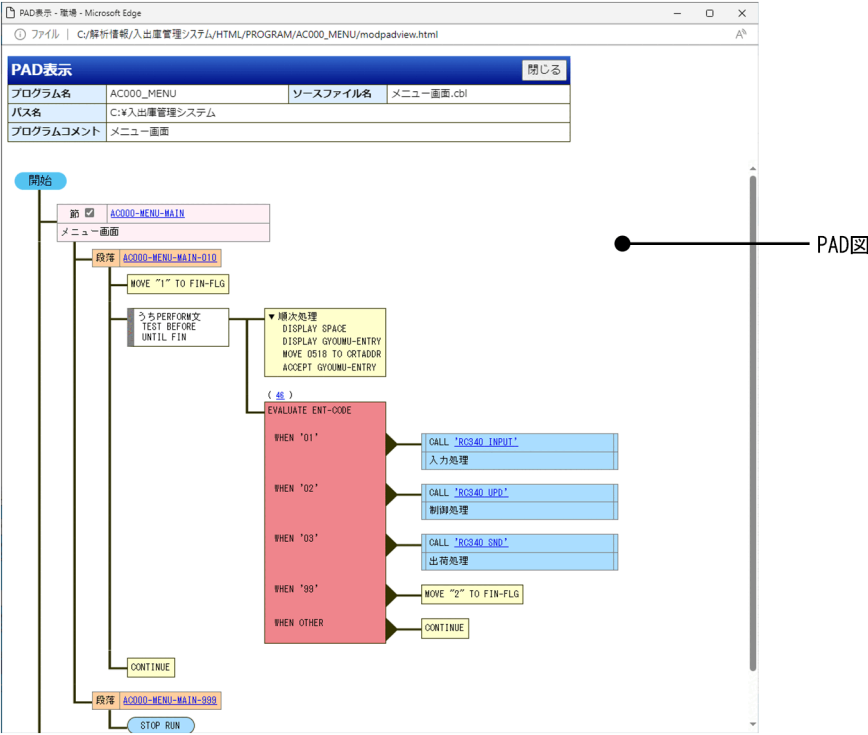 PAD表示 - 職場 - Microsoft Edge
ファイル | C:/解析情報/入出庫管理システム/HTML/PROGRAM/AC000_MENU/modpadview.html
PAD表示 閉じる
プログラム名 AC000_MENU ソースファイル名 メニュー画面.cbl
パス名 C:¥入出庫管理システム
プログラムコメント メニュー画面
開始
節 AC000-MENU-MAIN
メニュー画面
PAD図
段落 AC000-MENU-MAIN-010
MOVE "1" TO FIN-FLG
うちPERFORM文
TEST BEFORE
UNTIL FIN
▼ 順次処理
DISPLAY SPACE
DISPLAY GYOUMU-ENTRY
MOVE 0518 TO CRTADDR
ACCEPT GYOUMU-ENTRY
( 46 )
EVALUATE ENT-CODE
WHEN '01'
CALL 'RC340_INPUT'
入力処理
WHEN '02'
CALL 'RC340_UPD'
制御処理
WHEN '03'
CALL 'RC340_SND'
出荷処理
WHEN '99'
MOVE "2" TO FIN-FLG
WHEN OTHER
CONTINUE
CONTINUE
段落 AC000-MENU-MAIN-999
STOP RUN